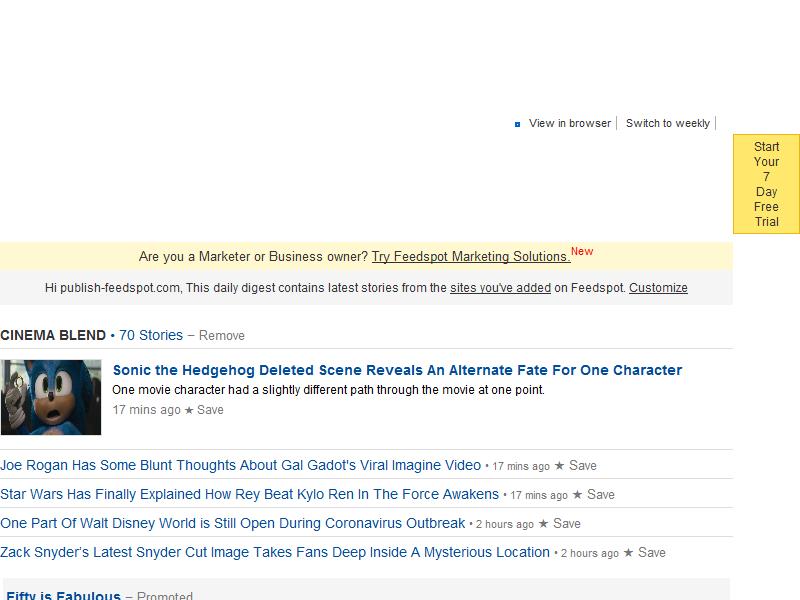 View in browser
Switch to weekly
Start
Your
7
Day
Free
Trial
Are you a Marketer or Business owner? Try Feedspot Marketing Solutions. New
Hi publish-feedspot.com, This daily digest contains latest stories from the sites you've added on Feedspot. Customize
CINEMA BLEND • 70 Stories – Remove
Sonic the Hedgehog Deleted Scene Reveals An Alternate Fate For One Character
One movie character had a slightly different path through the movie at one point.
17 mins ago ★ Save
Joe Rogan Has Some Blunt Thoughts About Gal Gadot's Viral Imagine Video • 17 mins ago ★ Save
Star Wars Has Finally Explained How Rey Beat Kylo Ren In The Force Awakens • 17 mins ago ★ Save
One Part Of Walt Disney World is Still Open During Coronavirus Outbreak • 2 hours ago ★ Save
Zack Snyder’s Latest Snyder Cut Image Takes Fans Deep Inside A Mysterious Location • 2 hours ago ★ Save
Fifty is Fabulous – Promoted